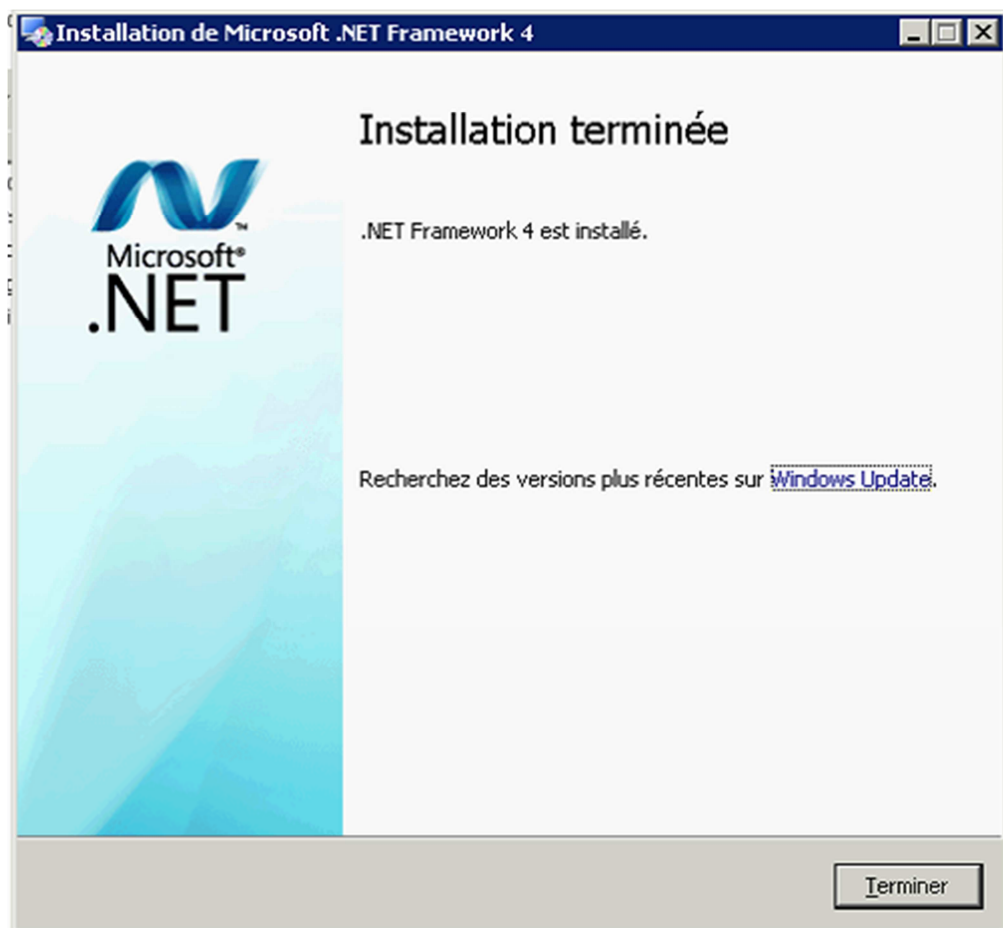 Installation de Microsoft .NET Framework 4
Installation terminée
Microsoft®
.NET
™
.NET Framework 4 est installé.
Recherchez des versions plus récentes sur Windows Update.
Terminer